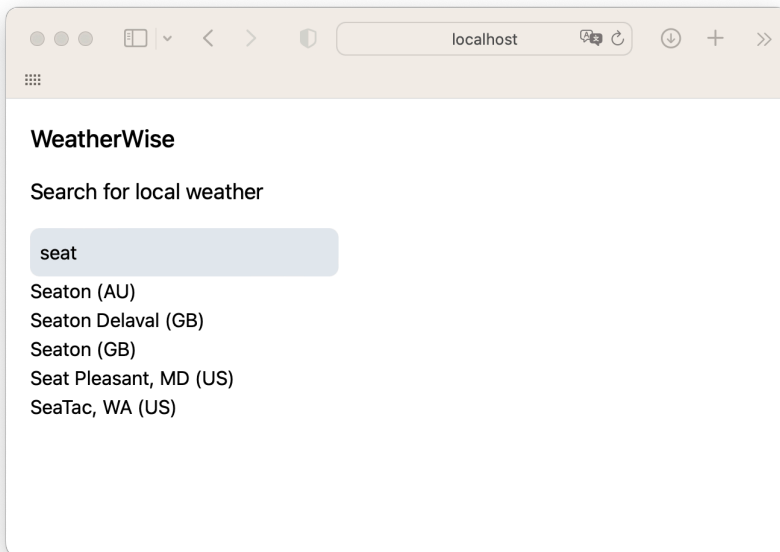 localhost
WeatherWise
Search for local weather
seat
Seaton (AU)
Seaton Delaval (GB)
Seaton (GB)
Seat Pleasant, MD (US)
SeaTac, WA (US)